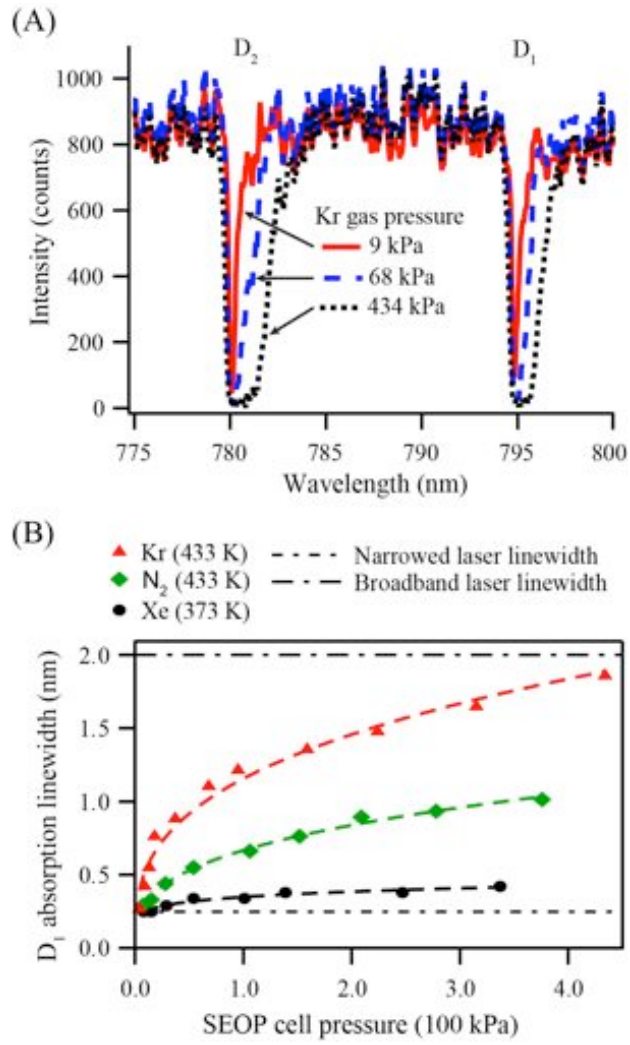 (A)
D2
D1
1000
800
600
400
200
0
Intensity (counts)
Kr gas pressure
9 kPa
68 kPa
434 kPa
775
780
785
790
795
800
Wavelength (nm)
(B)
Kr (433 K)
N2 (433 K)
Xe (373 K)
Narrowed laser linewidth
Broadband laser linewidth
2.0
1.5
1.0
0.5
0.0
D1 absorption linewidth (nm)
0.0
1.0
2.0
3.0
4.0
SEOP cell pressure (100 kPa)